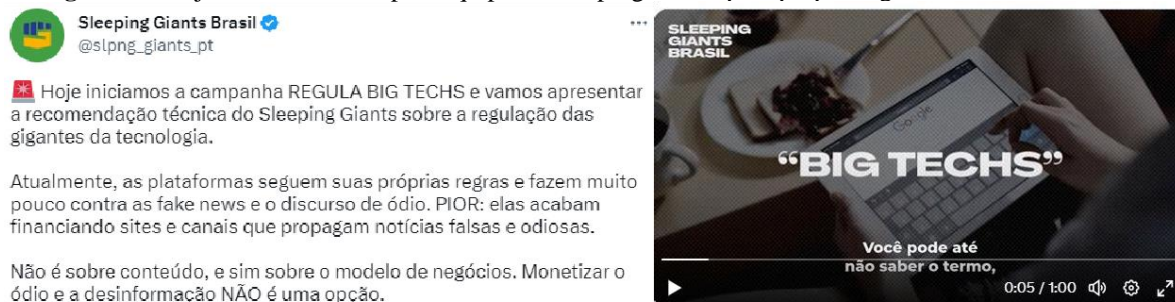 Sleeping Giants Brasil
@slpng_giants_pt
🚨 Hoje iniciamos a campanha REGULA BIG TECHS e vamos apresentar
a recomendação técnica do Sleeping Giants sobre a regulação das
gigantes da tecnologia.
Atualmente, as plataformas seguem suas próprias regras e fazem muito
pouco contra as fake news e o discurso de ódio. PIOR: elas acabam
financiando sites e canais que propagam notícias falsas e odiosas.
Não é sobre conteúdo, e sim sobre o modelo de negócios. Monetizar o
ódio e a desinformação NÃO é uma opção.
SLEEPING
GIANTS
BRASIL
Google
“BIG TECHS”
Você pode até
não saber o termo,
0:05 / 1:00